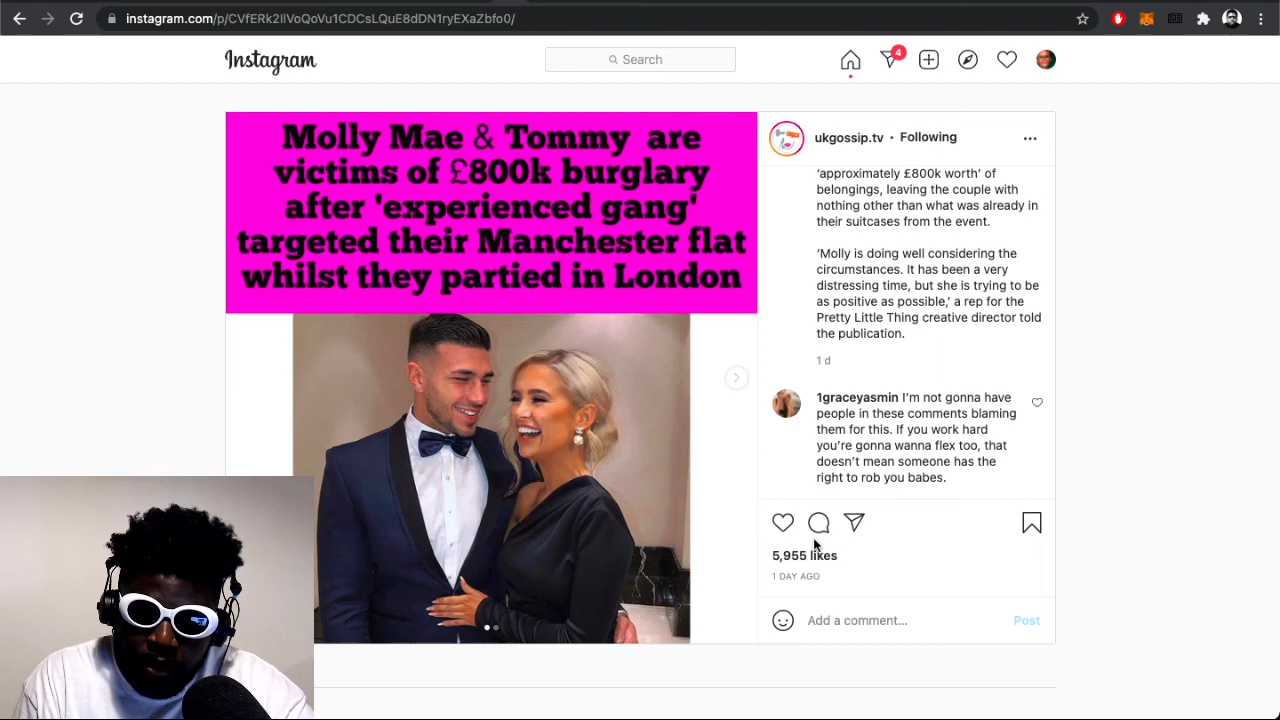 instagram.com/p/CVfERk2IlVoQoVu1CDCsLQuE8dDN1ryEXaZbfo0/
Instagram
Search
4
Molly Mae & Tommy are
victims of £800k burglary
after 'experienced gang'
targeted their Manchester flat
whilst they partied in London
ukgossip.tv • Following
'approximately £800k worth' of
belongings, leaving the couple with
nothing other than what was already in
their suitcases from the event.
'Molly is doing well considering the
circumstances. It has been a very
distressing time, but she is trying to be
as positive as possible,' a rep for the
Pretty Little Thing creative director told
the publication.
1 d
1graceyasmin I'm not gonna have
people in these comments blaming
them for this. If you work hard
you're gonna wanna flex too, that
doesn't mean someone has the
right to rob you babes.
5,955 likes
1 DAY AGO
Add a comment...
Post